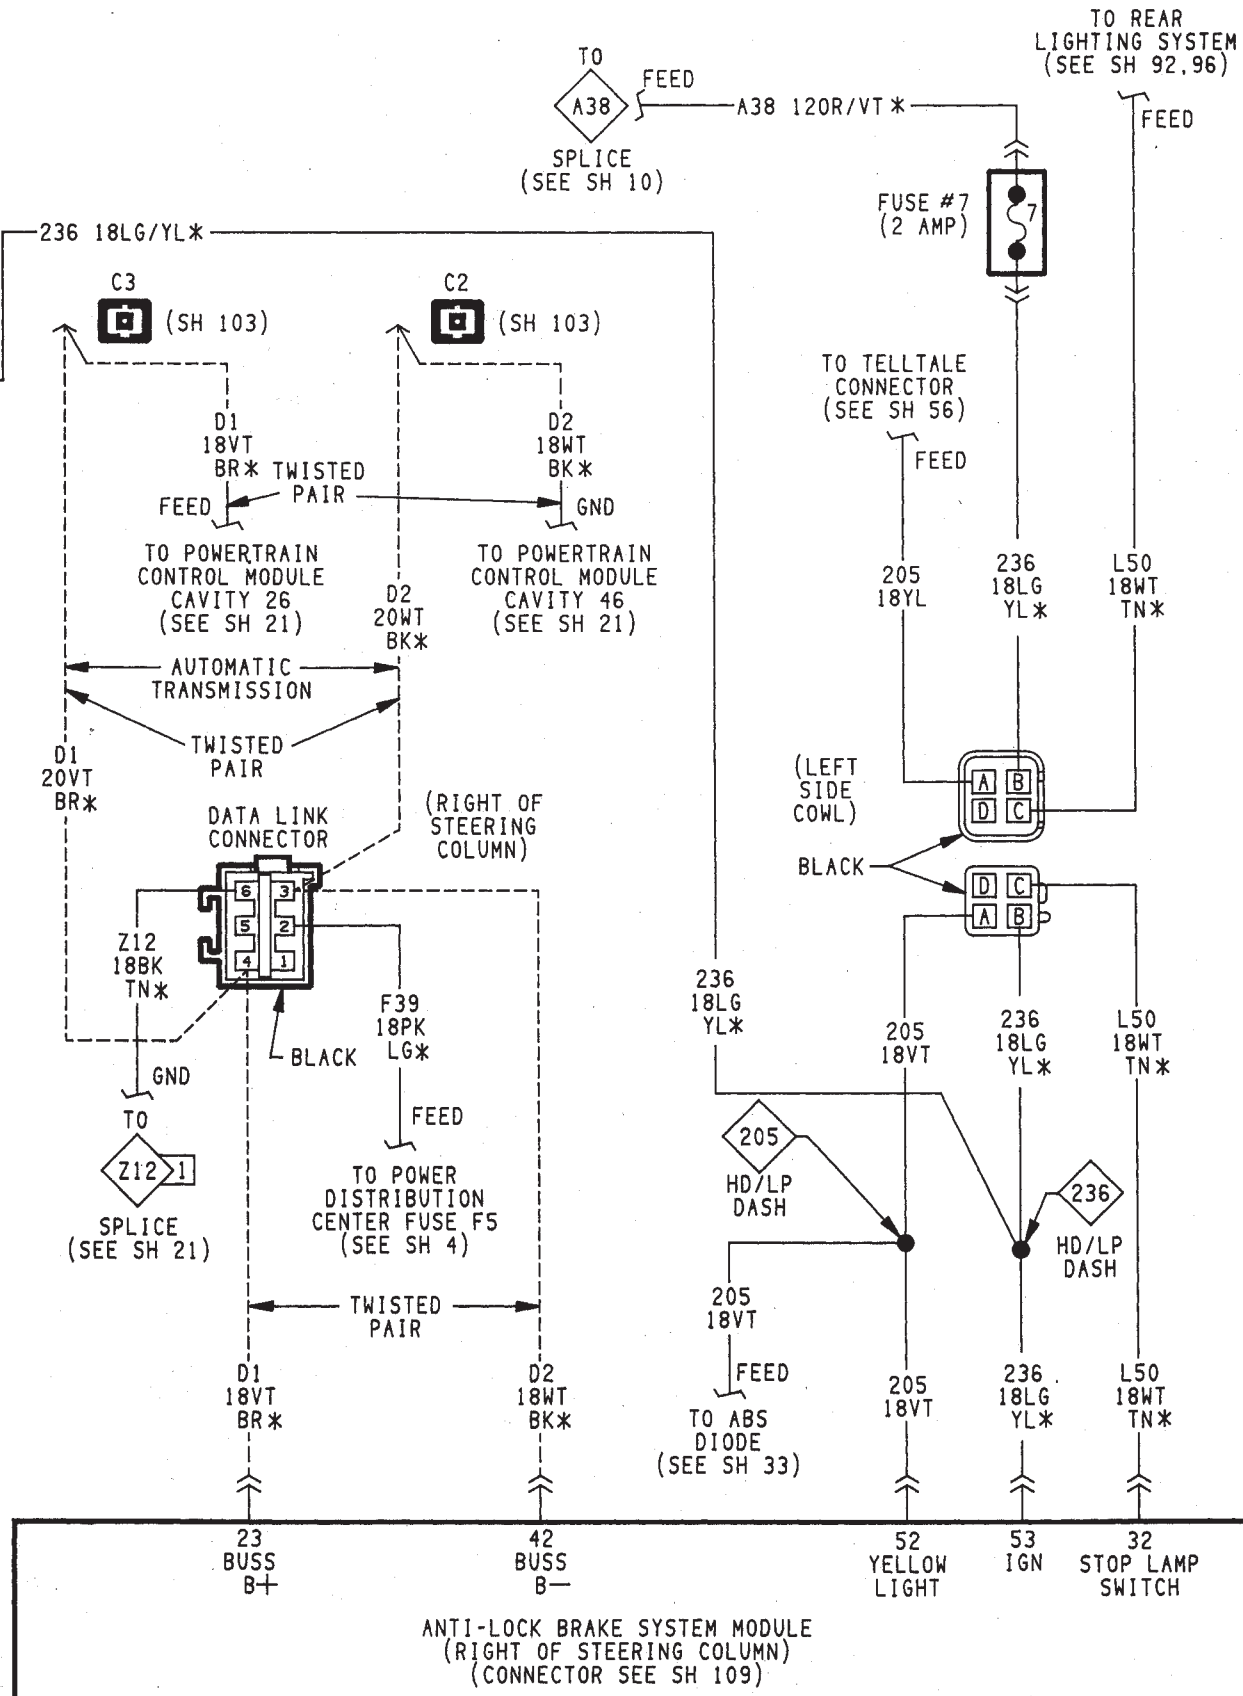 TO REAR
LIGHTING SYSTEM
(SEE SH 92,96)
FEED
TO
A38
FEED
A38 12OR/VT*
SPLICE
(SEE SH 10)
FUSE #7
(2 AMP)
7
236 18LG/YL*
C3
(SH 103)
C2
(SH 103)
TO TELLTALE
CONNECTOR
(SEE SH 56)
FEED
D1
18VT
BR*
D2
18WT
BK*
TWISTED
PAIR
FEED
GND
TO POWERTRAIN
CONTROL MODULE
CAVITY 26
(SEE SH 21)
TO POWERTRAIN
CONTROL MODULE
CAVITY 46
(SEE SH 21)
D2
20WT
BK*
205
18YL
236
18LG
YL*
L50
18WT
TN*
AUTOMATIC
TRANSMISSION
TWISTED
PAIR
D1
20VT
BR*
(LEFT
SIDE
COWL)
A B
D C
DATA LINK
CONNECTOR
(RIGHT OF
STEERING
COLUMN)
BLACK
D C
A B
6 3
5 2
4 1
Z12
18BK
TN*
F39
18PK
LG*
BLACK
236
18LG
YL*
205
18VT
236
18LG
YL*
L50
18WT
TN*
GND
TO
Z12 1
SPLICE
(SEE SH 21)
FEED
TO POWER
DISTRIBUTION
CENTER FUSE F5
(SEE SH 4)
205
HD/LP
DASH
236
HD/LP
DASH
TWISTED
PAIR
205
18VT
FEED
TO ABS
DIODE
(SEE SH 33)
D1
18VT
BR*
D2
18WT
BK*
205
18VT
236
18LG
YL*
L50
18WT
TN*
23
BUSS
B+
42
BUSS
B-
52
YELLOW
LIGHT
53
IGN
32
STOP LAMP
SWITCH
ANTI-LOCK BRAKE SYSTEM MODULE
(RIGHT OF STEERING COLUMN)
(CONNECTOR SEE SH 109)